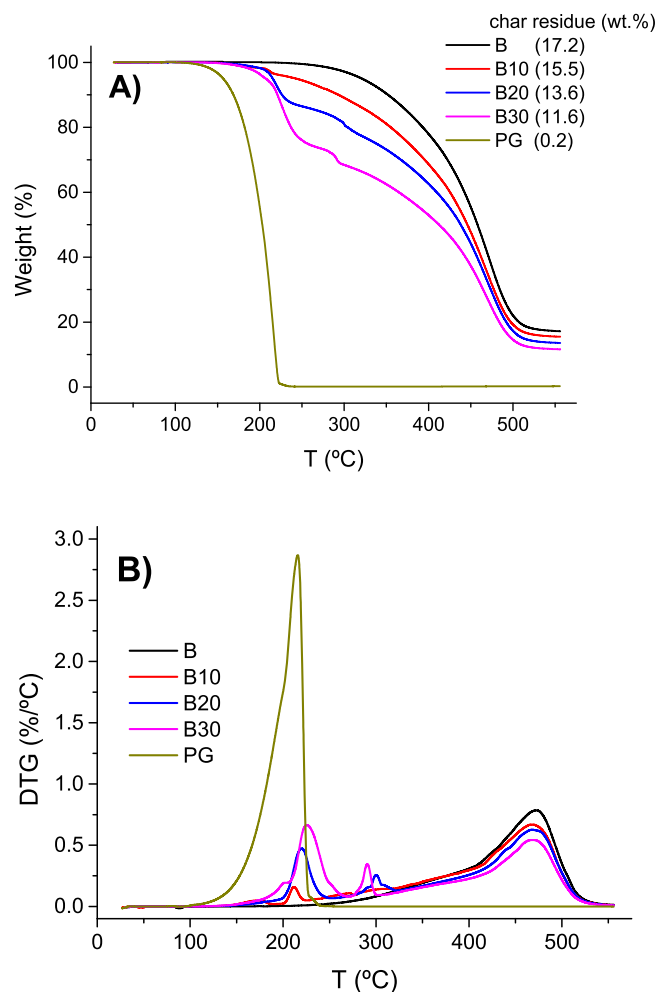 char residue (wt.%)
B (17.2)
B10 (15.5)
B20 (13.6)
B30 (11.6)
PG (0.2)
A)
100
80
60
40
20
0
Weight (%)
0 100 200 300 400 500
T (ºC)
B)
3.0
2.5
2.0
1.5
1.0
0.5
0.0
DTG (%/ºC)
B
B10
B20
B30
PG
0 100 200 300 400 500
T (ºC)